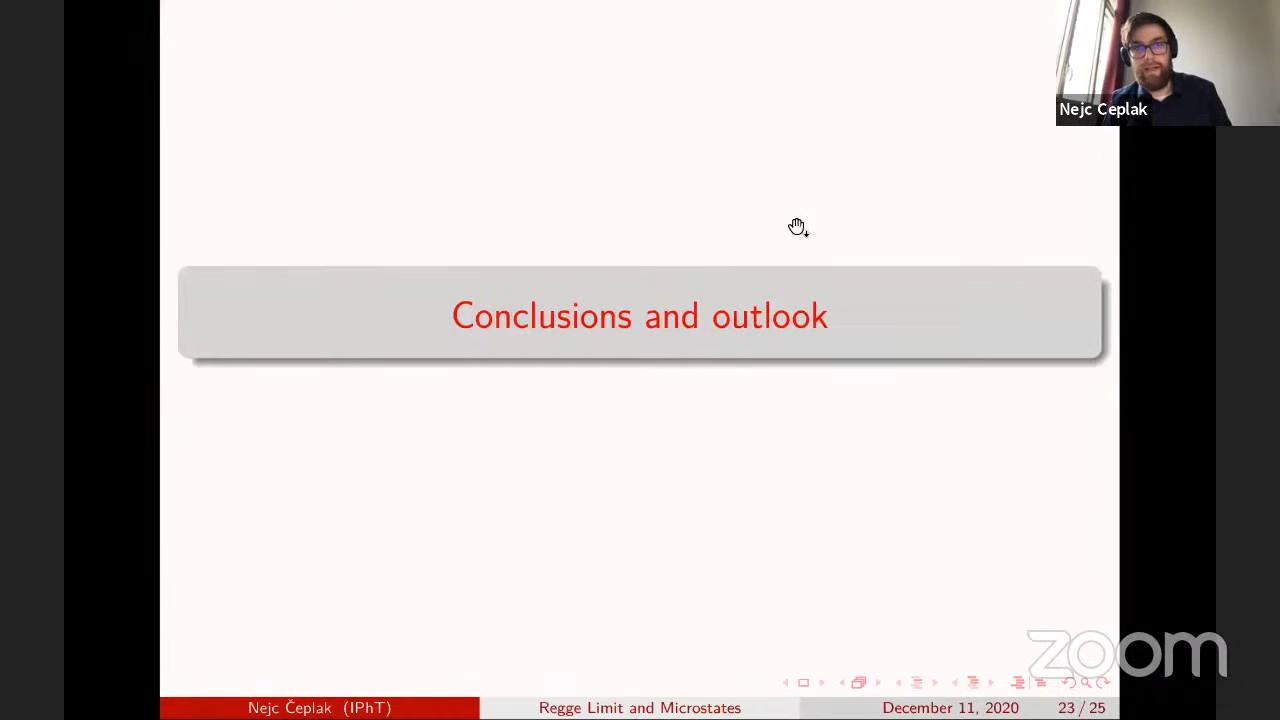 Nejc Ceplak
Conclusions and outlook
zoom
Nejc Čeplak (IPhT)
Regge Limit and Microstates
December 11, 2020
23 / 25